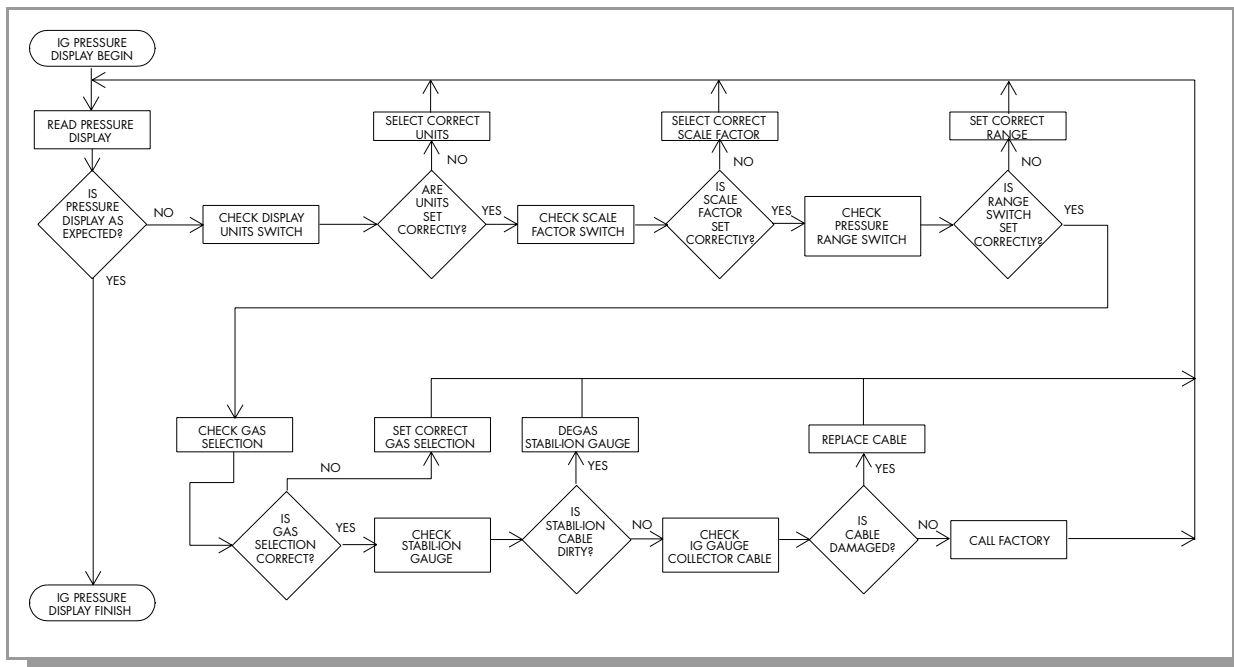 IG PRESSURE
DISPLAY BEGIN
READ PRESSURE
DISPLAY
IS
PRESSURE
DISPLAY AS
EXPECTED?
NO
YES
CHECK DISPLAY
UNITS SWITCH
SELECT CORRECT
UNITS
NO
ARE
UNITS
SET
CORRECTLY?
YES
CHECK SCALE
FACTOR SWITCH
SELECT CORRECT
SCALE FACTOR
NO
IS
SCALE
FACTOR
SET
CORRECTLY?
YES
CHECK
PRESSURE
RANGE SWITCH
SET CORRECT
RANGE
NO
IS
RANGE
SWITCH
SET
CORRECTLY?
YES
CHECK GAS
SELECTION
NO
SET CORRECT
GAS SELECTION
IS
GAS
SELECTION
CORRECT?
YES
CHECK
STABIL-ION
GAUGE
DEGAS
STABIL-ION GAUGE
YES
IS
STABIL-ION
CABLE
DIRTY?
NO
CHECK
IG GAUGE
COLLECTOR CABLE
REPLACE CABLE
YES
IS
CABLE
DAMAGED?
NO
CALL FACTORY
IG PRESSURE
DISPLAY FINISH